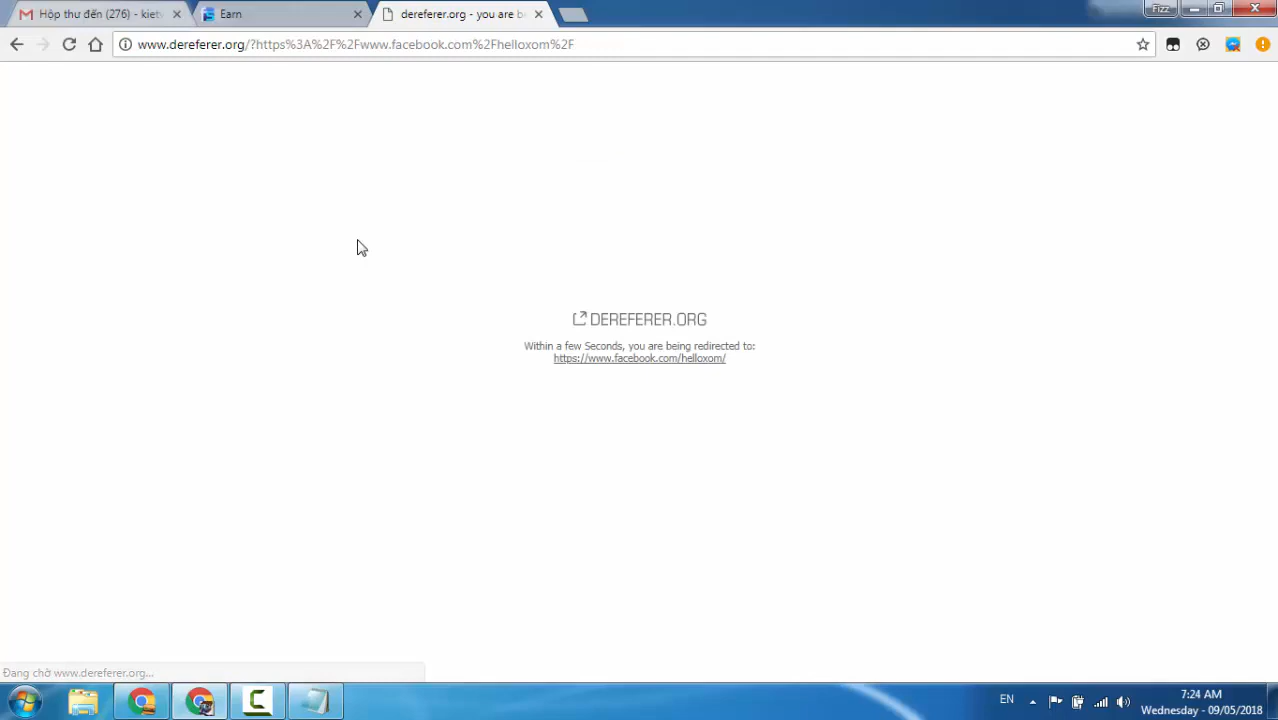 Hộp thư đến (276) - kietv
Earn
dereferer.org - you are be
Fizz
www.dereferer.org/?https%3A%2F%2Fwww.facebook.com%2Fhelloxom%2F
DEREFERER.ORG
Within a few Seconds, you are being redirected to:
https://www.facebook.com/helloxom/
Đang chờ www.dereferer.org...
EN
7:24 AM
Wednesday - 09/05/2018